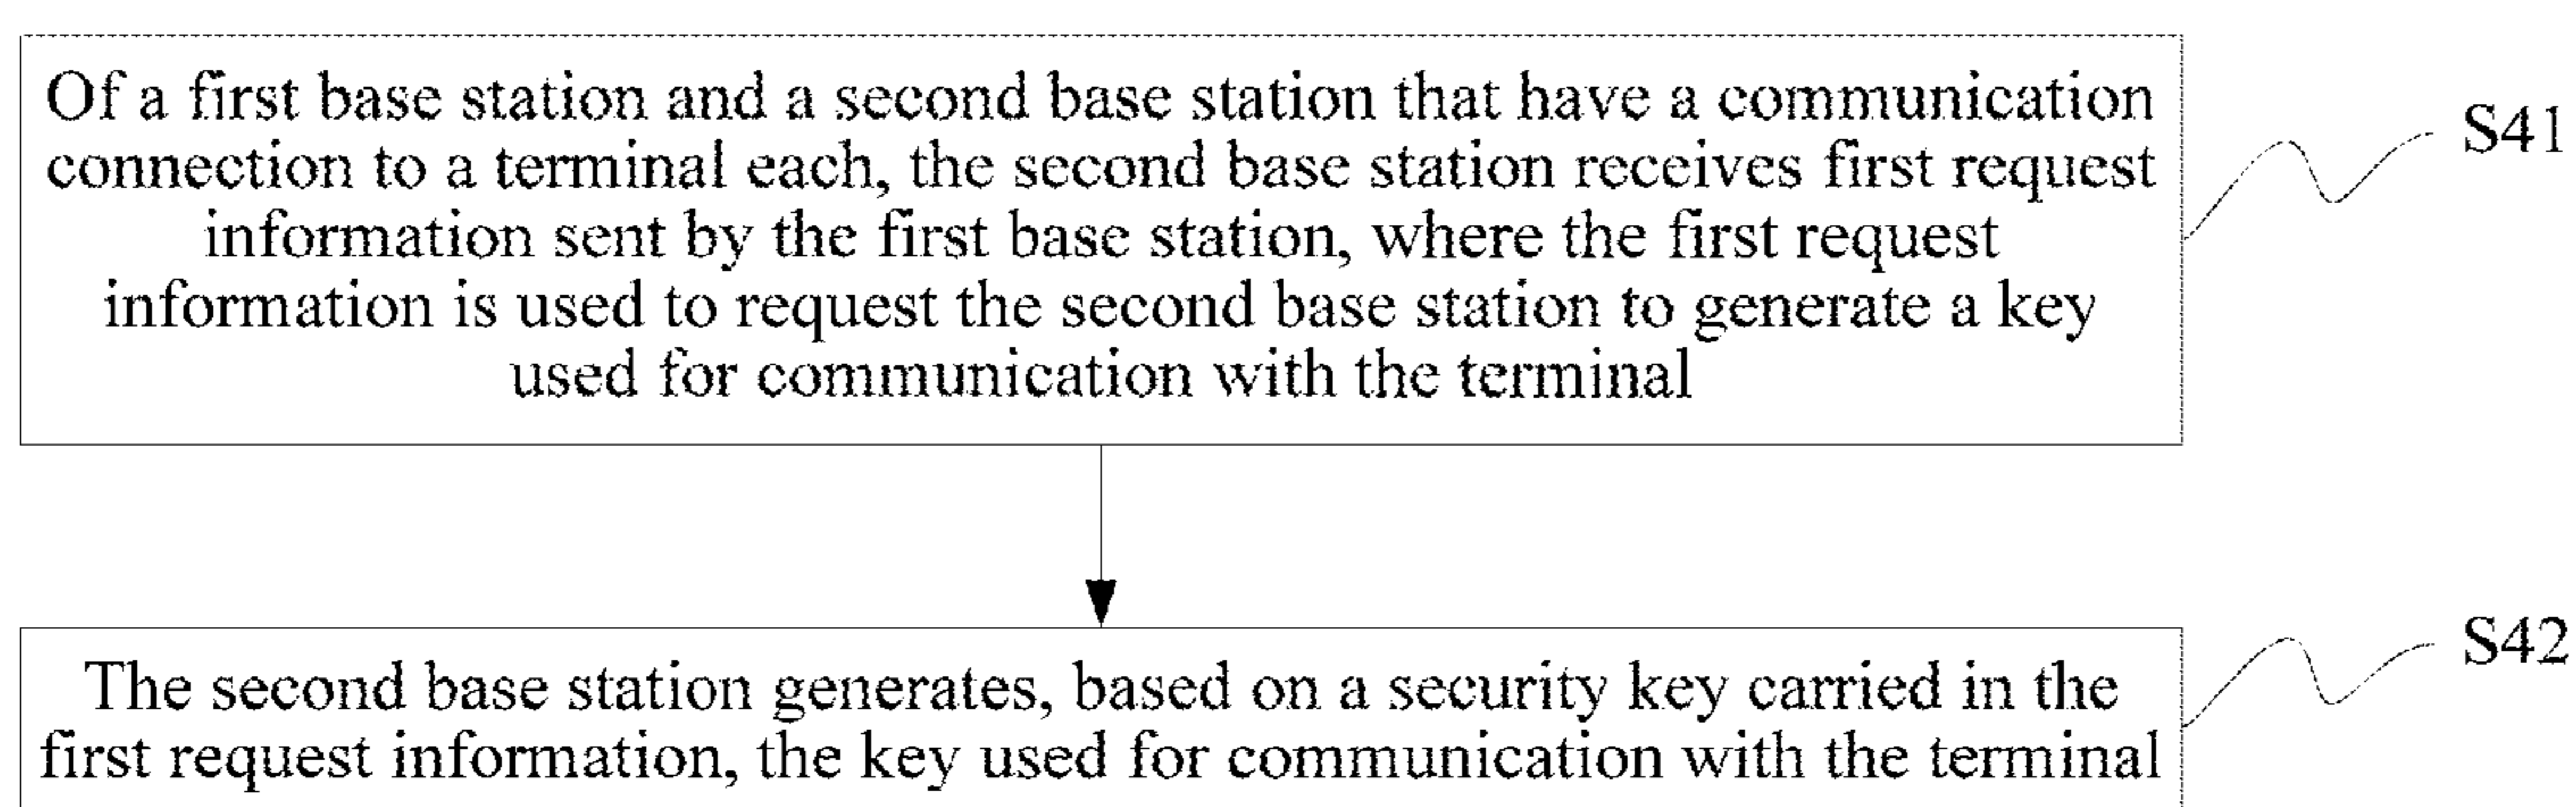 Of a first base station and a second base station that have a communication
connection to a terminal each, the second base station receives first request
information sent by the first base station, where the first request
information is used to request the second base station to generate a key
used for communication with the terminal
S41
The second base station generates, based on a security key carried in the
first request information, the key used for communication with the terminal
S42